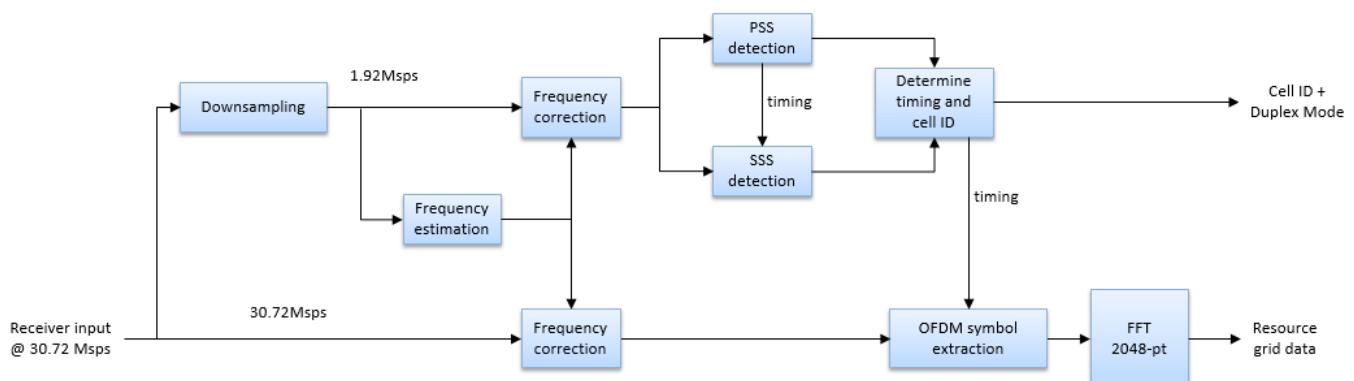 PSS
detection
1.92Msps
Downsampling
Frequency
correction
timing
Determine
timing and
cell ID
Cell ID +
Duplex Mode
SSS
detection
Frequency
estimation
timing
30.72Msps
Receiver input
@ 30.72 Msps
Frequency
correction
OFDM symbol
extraction
FFT
2048-pt
Resource
grid data